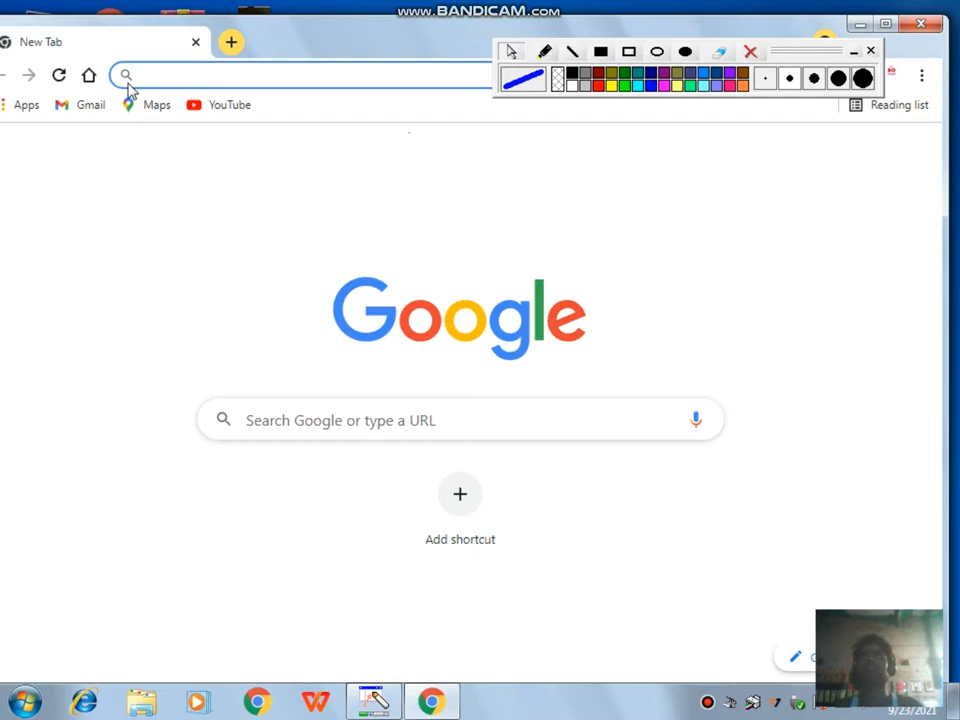 www.BANDICAM.com
New Tab
Apps
Gmail
Maps
YouTube
Reading list
Google
Search Google or type a URL
Add shortcut
9/23/2021